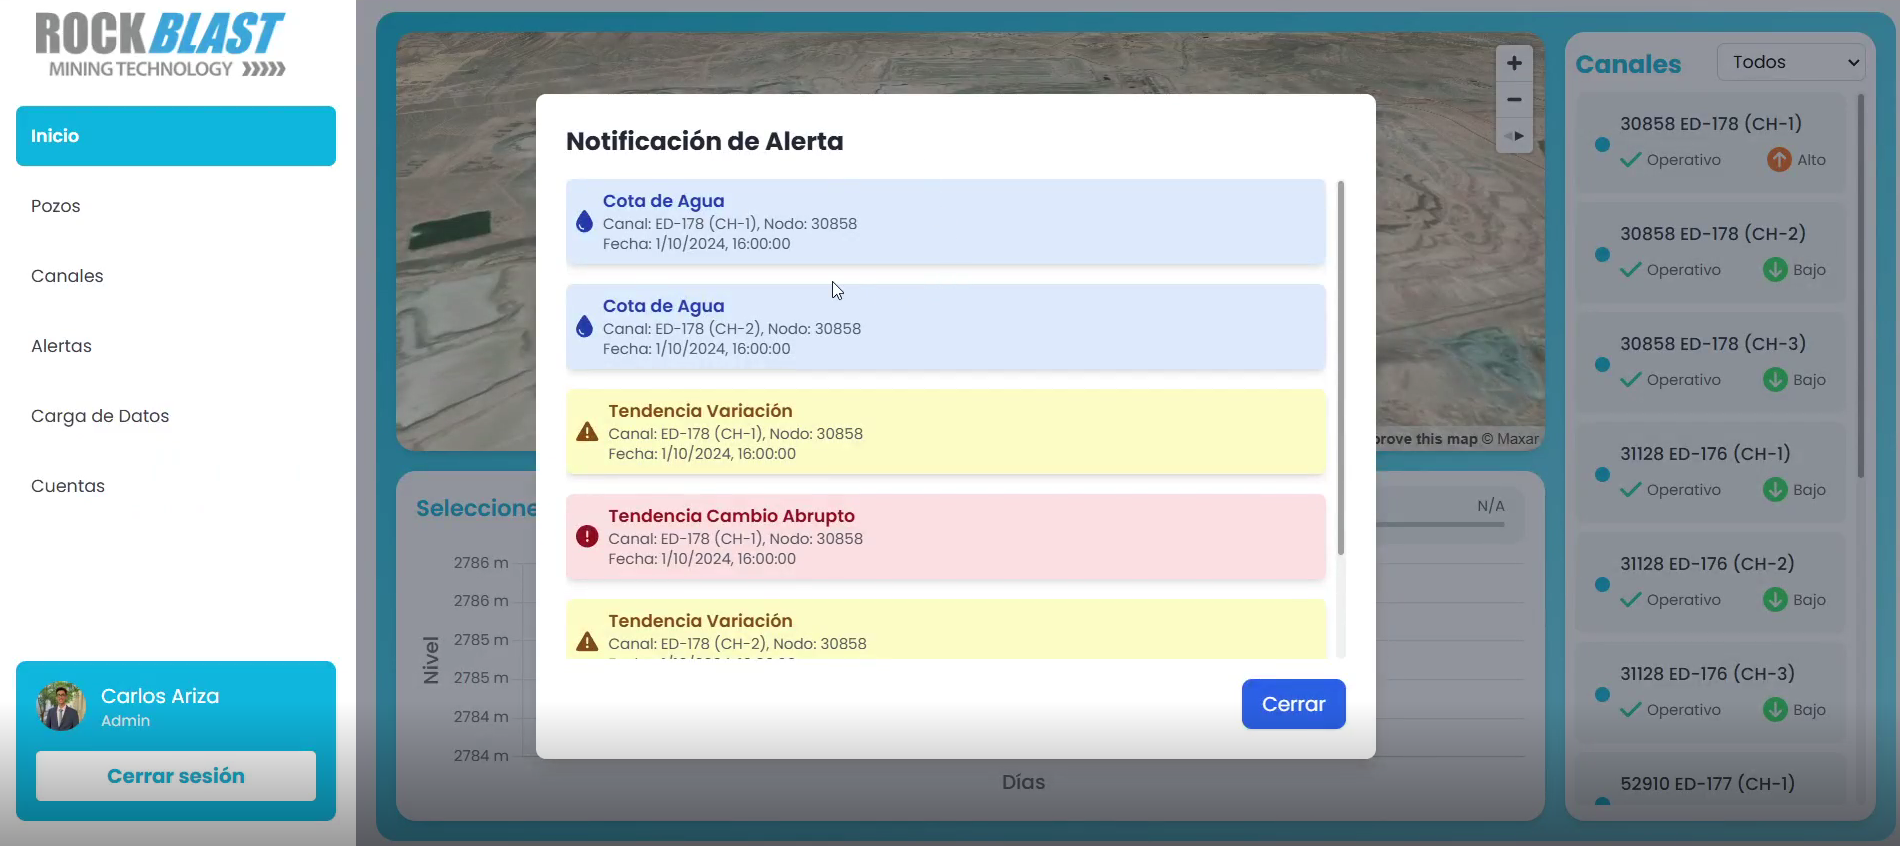 ROCKBLAST
MINING TECHNOLOGY
Inicio
Pozos
Canales
Alertas
Carga de Datos
Cuentas
Carlos Ariza
Admin
Cerrar sesión
Notificación de Alerta
Cota de Agua
Canal: ED-178 (CH-1), Nodo: 30858
Fecha: 1/10/2024, 16:00:00
Cota de Agua
Canal: ED-178 (CH-2), Nodo: 30858
Fecha: 1/10/2024, 16:00:00
Tendencia Variación
Canal: ED-178 (CH-1), Nodo: 30858
Fecha: 1/10/2024, 16:00:00
Tendencia Cambio Abrupto
Canal: ED-178 (CH-1), Nodo: 30858
Fecha: 1/10/2024, 16:00:00
Tendencia Variación
Canal: ED-178 (CH-2), Nodo: 30858
Cerrar
prove this map © Maxar
Seleccione
N/A
2786 m
2786 m
2785 m
2785 m
2784 m
2784 m
Nivel
Días
Canales
Todos
30858 ED-178 (CH-1)
Operativo Alto
30858 ED-178 (CH-2)
Operativo Bajo
30858 ED-178 (CH-3)
Operativo Bajo
31128 ED-176 (CH-1)
Operativo Bajo
31128 ED-176 (CH-2)
Operativo Bajo
31128 ED-176 (CH-3)
Operativo Bajo
52910 ED-177 (CH-1)